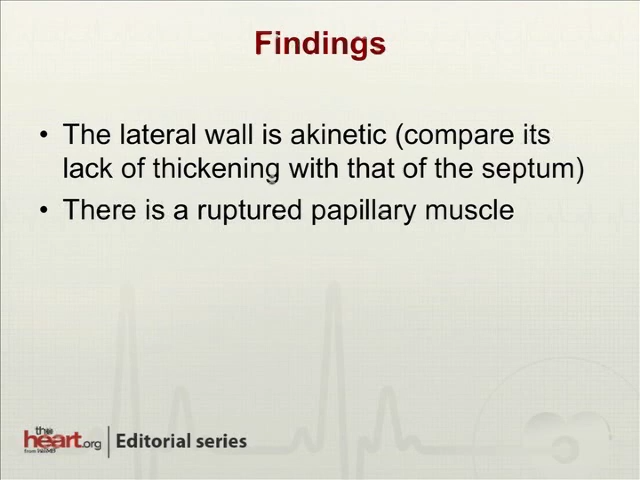 Findings
• The lateral wall is akinetic (compare its
lack of thickening with that of the septum)
• There is a ruptured papillary muscle
the
heart.org
Editorial series